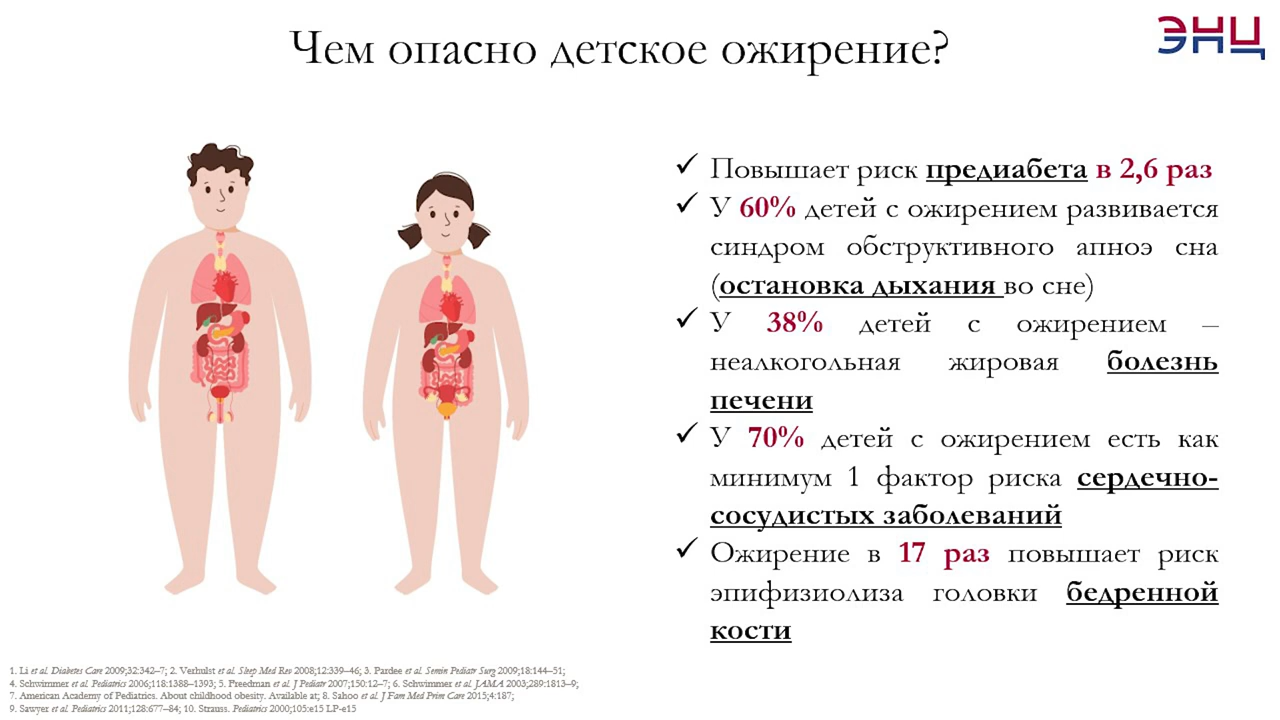 Чем опасно детское ожирение?
ЭНЦ
Повышает риск предиабета в 2,6 раз
У 60% детей с ожирением развивается
синдром обструктивного апноэ сна
(остановка дыхания во сне)
У 38% детей с ожирением –
неалкогольная жировая болезнь
печени
У 70% детей с ожирением есть как
минимум 1 фактор риска сердечно-
сосудистых заболеваний
Ожирение в 17 раз повышает риск
эпифизиолиза головки бедренной
кости
1. Li et al. Diabetes Care 2009;32:342–7; 2. Verhulst et al. Sleep Med Rev 2008;12:339–46; 3. Pardee et al. Semin Pediatr Surg 2009;18:144–51;
4. Schwimmer et al. Pediatrics 2006;118:1388–1393; 5. Freedman et al. J Pediatr 2007;150:12–7; 6. Schwimmer et al. JAMA 2003;289:1813–9;
7. American Academy of Pediatrics. About childhood obesity. Available at; 8. Sahoo et al. J Fam Med Prim Care 2015;4:187;
9. Sawyer et al. Pediatrics 2011;128:677–84; 10. Strauss. Pediatrics 2000;105:e15 LP-e15